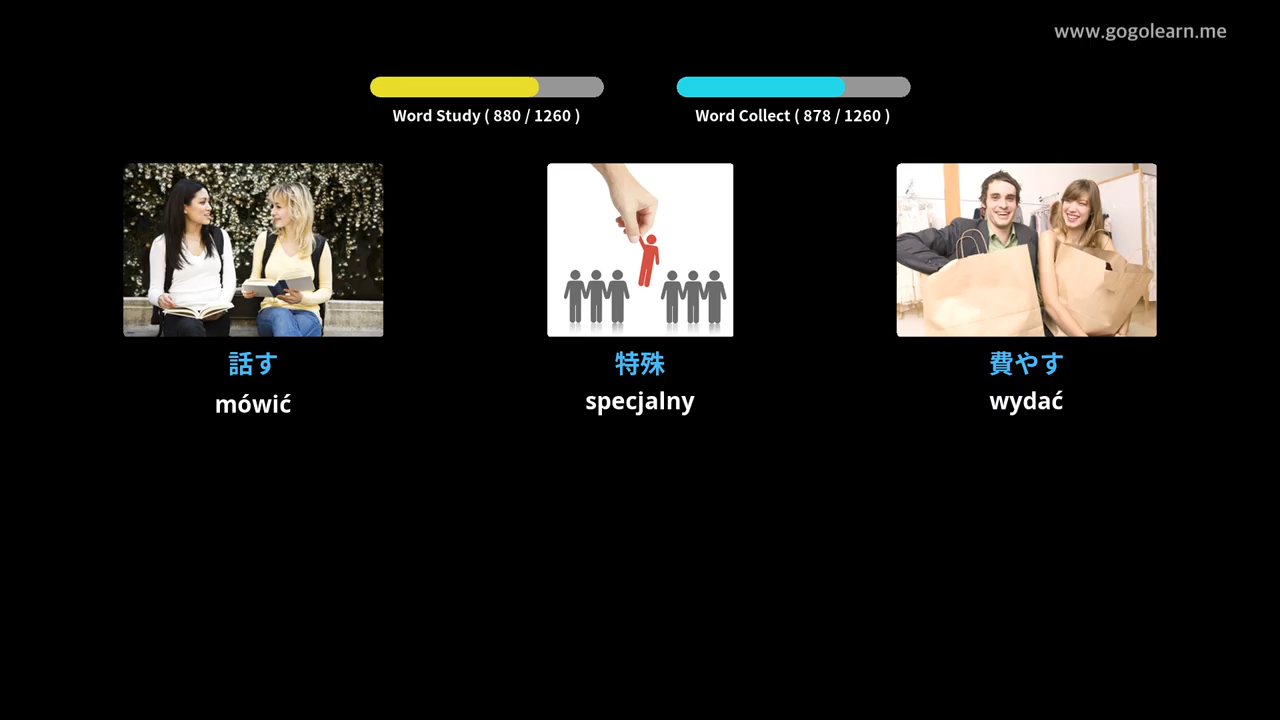 www.gogolearn.me
Word Study ( 880 / 1260 )
Word Collect ( 878 / 1260 )
話す
特殊
費やす
mówić
specjalny
wydać